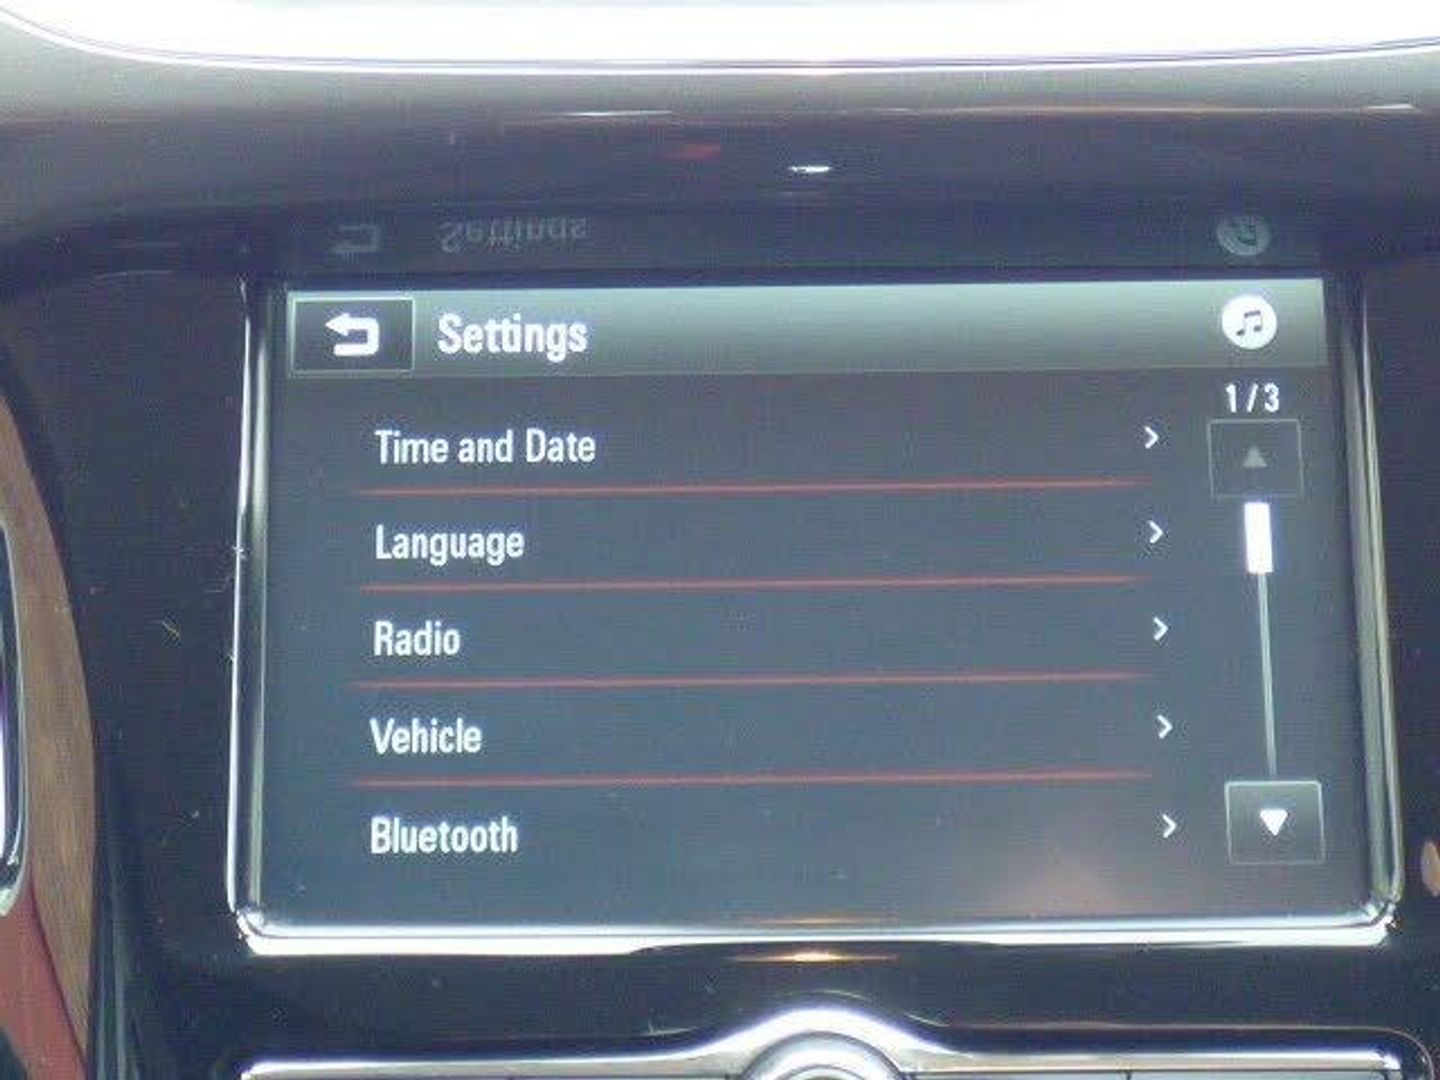 Settings
1 / 3
Time and Date
Language
Radio
Vehicle
Bluetooth